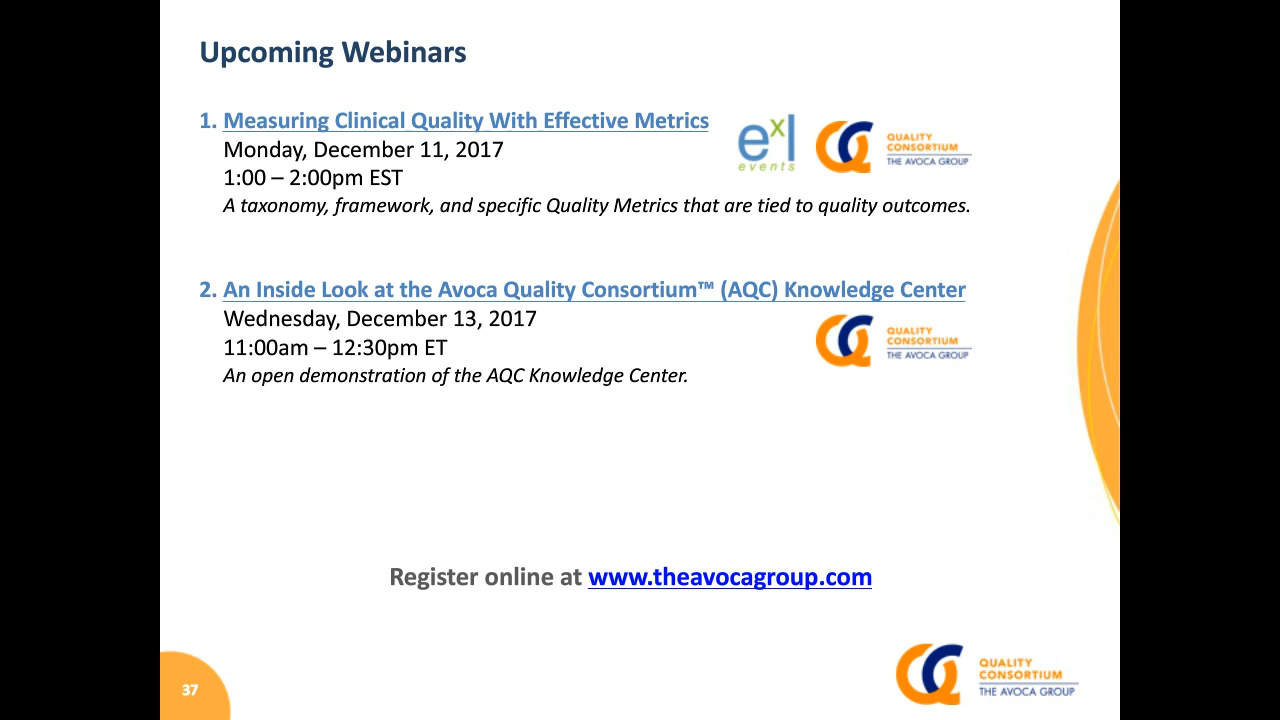 Upcoming Webinars
1. Measuring Clinical Quality With Effective Metrics
Monday, December 11, 2017
1:00 – 2:00pm EST
A taxonomy, framework, and specific Quality Metrics that are tied to quality outcomes.
exl
events
QUALITY
CONSORTIUM
THE AVOCA GROUP
2. An Inside Look at the Avoca Quality Consortium™ (AQC) Knowledge Center
Wednesday, December 13, 2017
11:00am – 12:30pm ET
An open demonstration of the AQC Knowledge Center.
QUALITY
CONSORTIUM
THE AVOCA GROUP
Register online at www.theavocagroup.com
37
QUALITY
CONSORTIUM
THE AVOCA GROUP